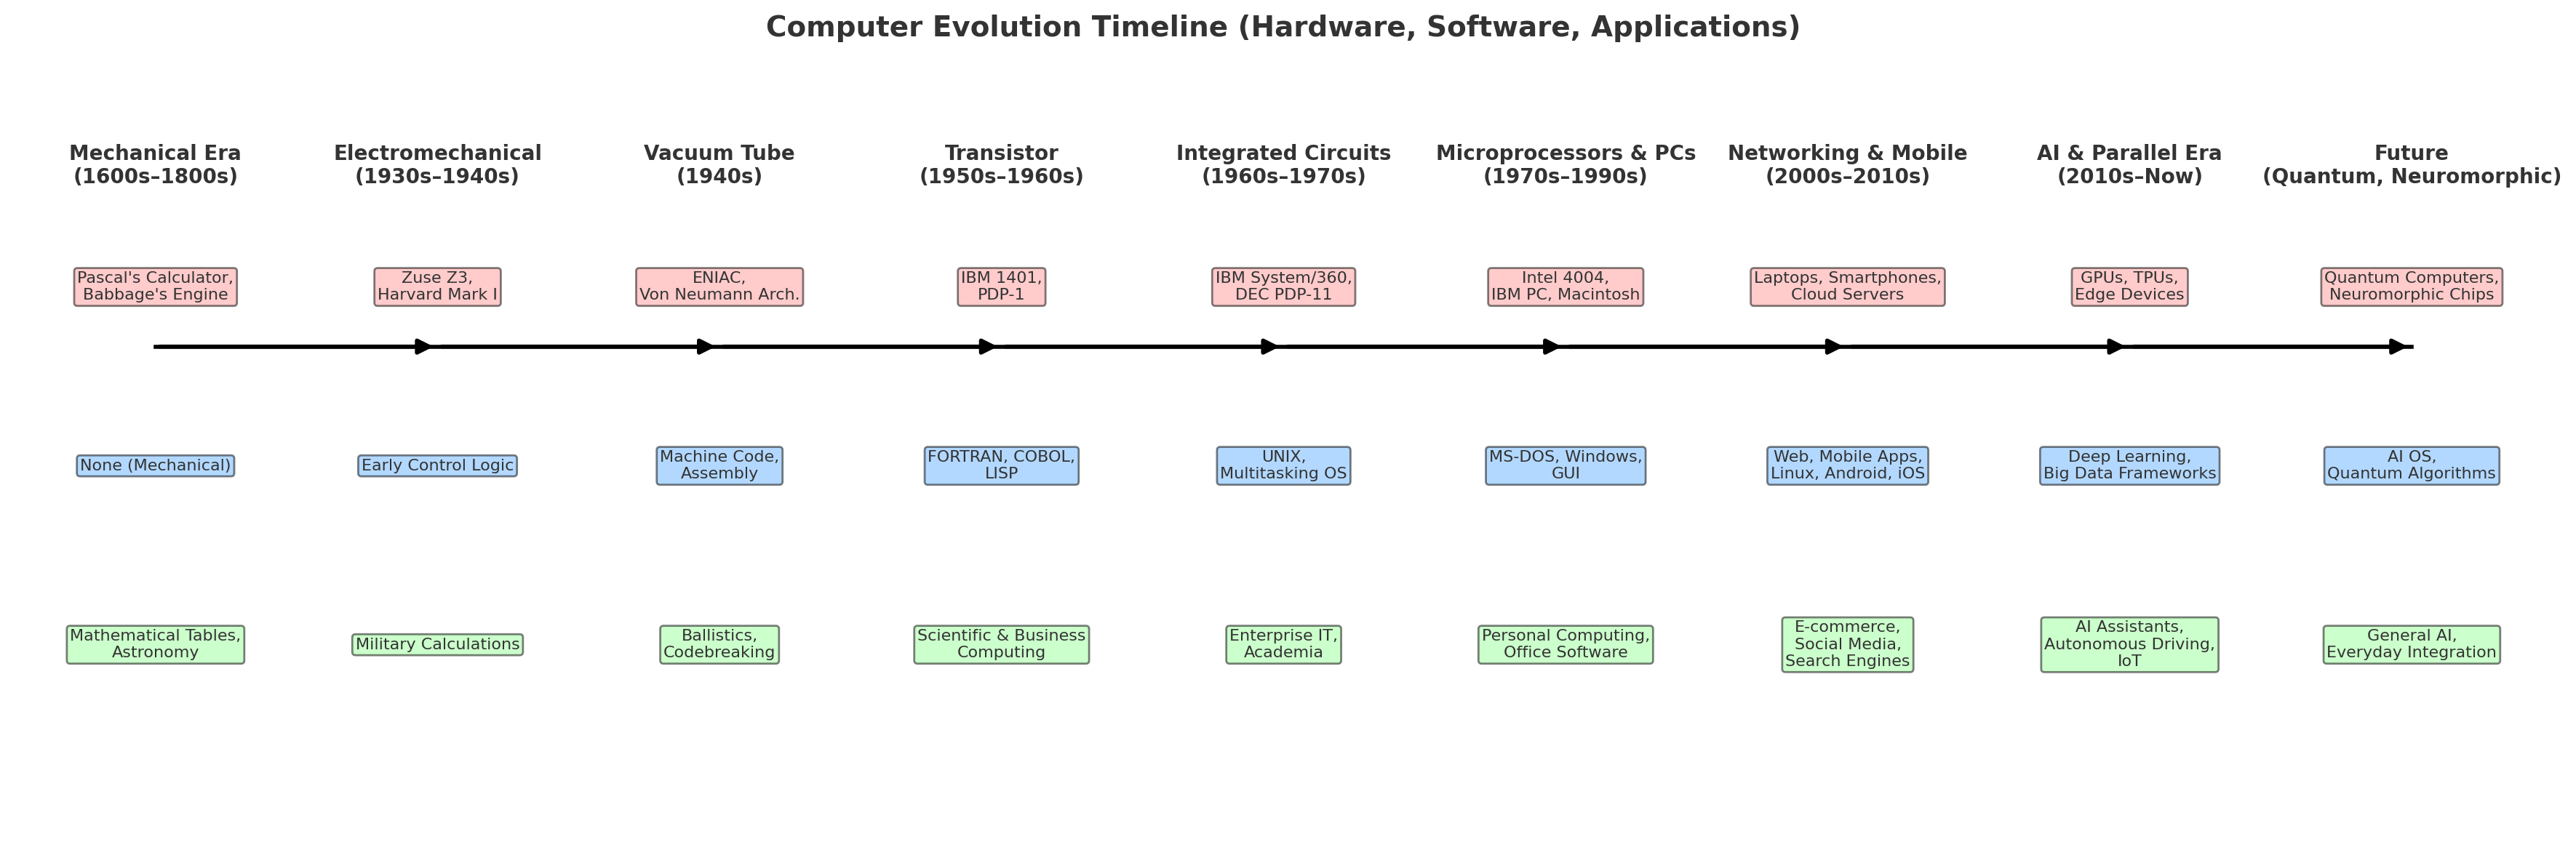 Computer Evolution Timeline (Hardware, Software, Applications)
Mechanical Era
(1600s–1800s)
Electromechanical
(1930s–1940s)
Vacuum Tube
(1940s)
Transistor
(1950s–1960s)
Integrated Circuits
(1960s–1970s)
Microprocessors & PCs
(1970s–1990s)
Networking & Mobile
(2000s–2010s)
AI & Parallel Era
(2010s–Now)
Future
(Quantum, Neuromorphic)
Pascal's Calculator,
Babbage's Engine
Zuse Z3,
Harvard Mark I
ENIAC,
Von Neumann Arch.
IBM 1401,
PDP-1
IBM System/360,
DEC PDP-11
Intel 4004,
IBM PC, Macintosh
Laptops, Smartphones,
Cloud Servers
GPUs, TPUs,
Edge Devices
Quantum Computers,
Neuromorphic Chips
None (Mechanical)
Early Control Logic
Machine Code,
Assembly
FORTRAN, COBOL,
LISP
UNIX,
Multitasking OS
MS-DOS, Windows,
GUI
Web, Mobile Apps,
Linux, Android, iOS
Deep Learning,
Big Data Frameworks
AI OS,
Quantum Algorithms
Mathematical Tables,
Astronomy
Military Calculations
Ballistics,
Codebreaking
Scientific & Business
Computing
Enterprise IT,
Academia
Personal Computing,
Office Software
E-commerce,
Social Media,
Search Engines
AI Assistants,
Autonomous Driving,
IoT
General AI,
Everyday Integration